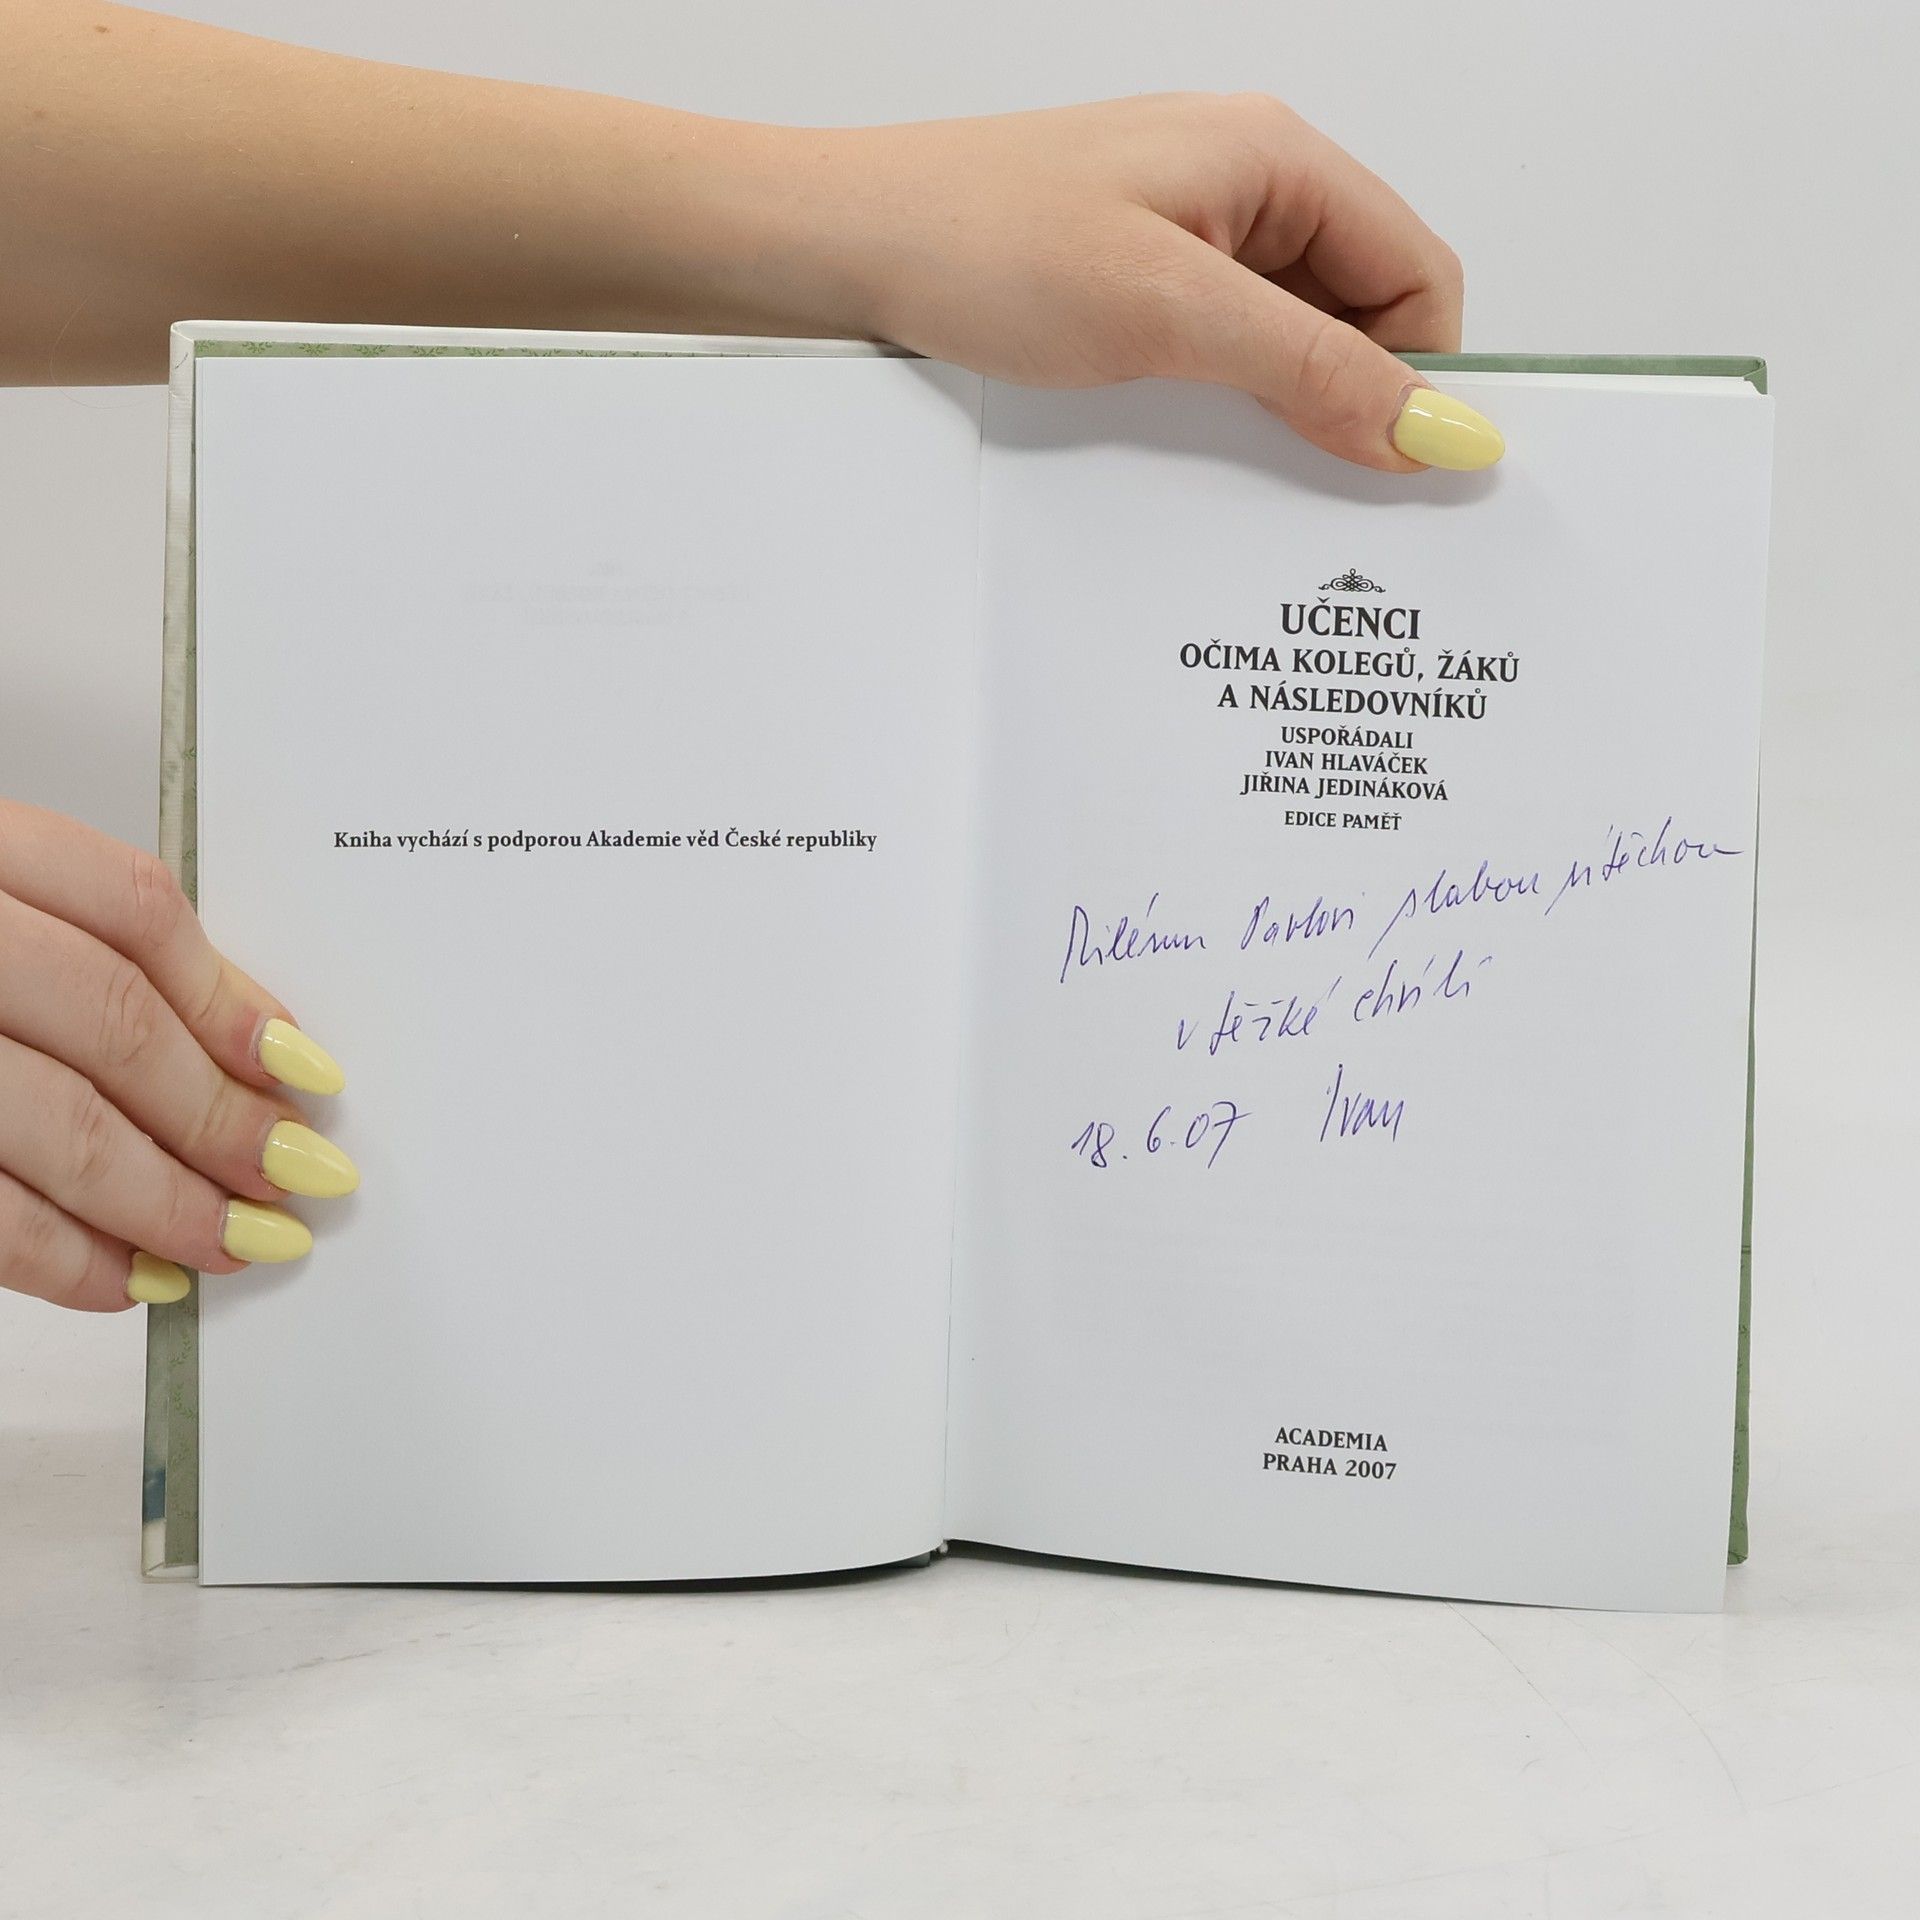 Kniha vychází s podporou Akademie věd České republiky
UČENCI
OČIMA KOLEGŮ, ŽÁKŮ
A NÁSLEDOVNÍKŮ
USPOŘÁDALI
IVAN HLAVÁČEK
JIŘINA JEDINÁKOVÁ
EDICE PAMĚŤ
Milému Pavlovi slabou útěchou
v těžké chvíli
18.6.07 Ivan
ACADEMIA
PRAHA 2007